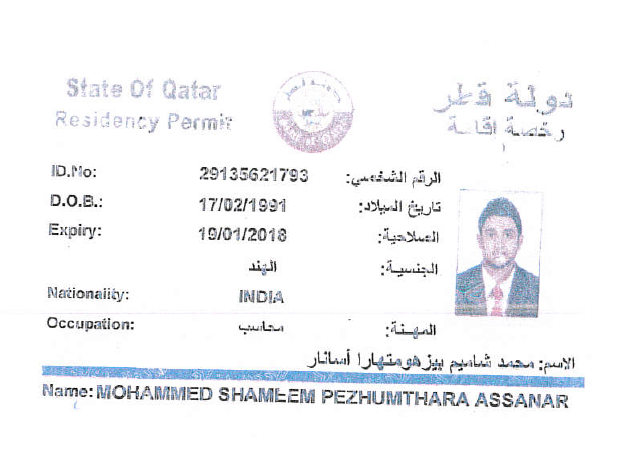 State Of Qatar دولة قطر
Residency Permit رخصة اقامة
ID.No: 29135621793 الرقم الشخصي:
D.O.B.: 17/02/1991 تاريخ الميلاد:
Expiry: 19/01/2018 الصلاحية:
الهند الجنسية:
Nationality: INDIA
Occupation: محاسب المهنة:
الاسم: محمد شاميم بيزهومتهارا أسانار
Name: MOHAMMED SHAMEEM PEZHUMTHARA ASSANAR